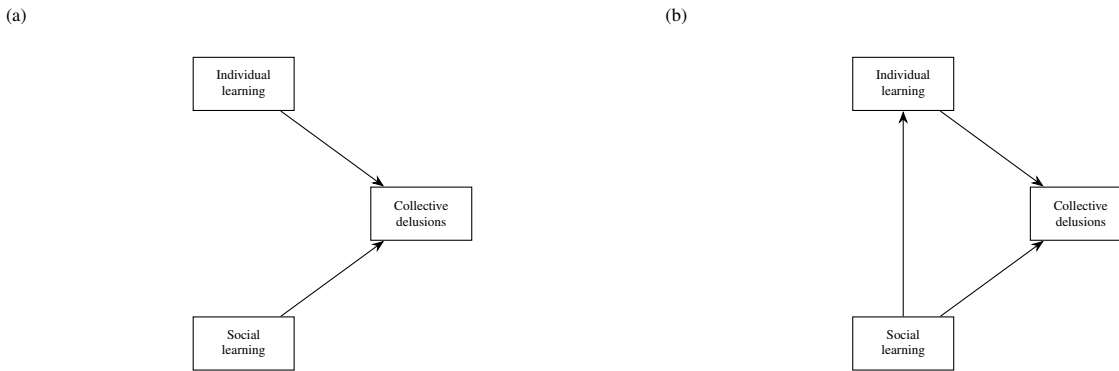 (a)
Individual
learning
Collective
delusions
Social
learning
(b)
Individual
learning
Collective
delusions
Social
learning